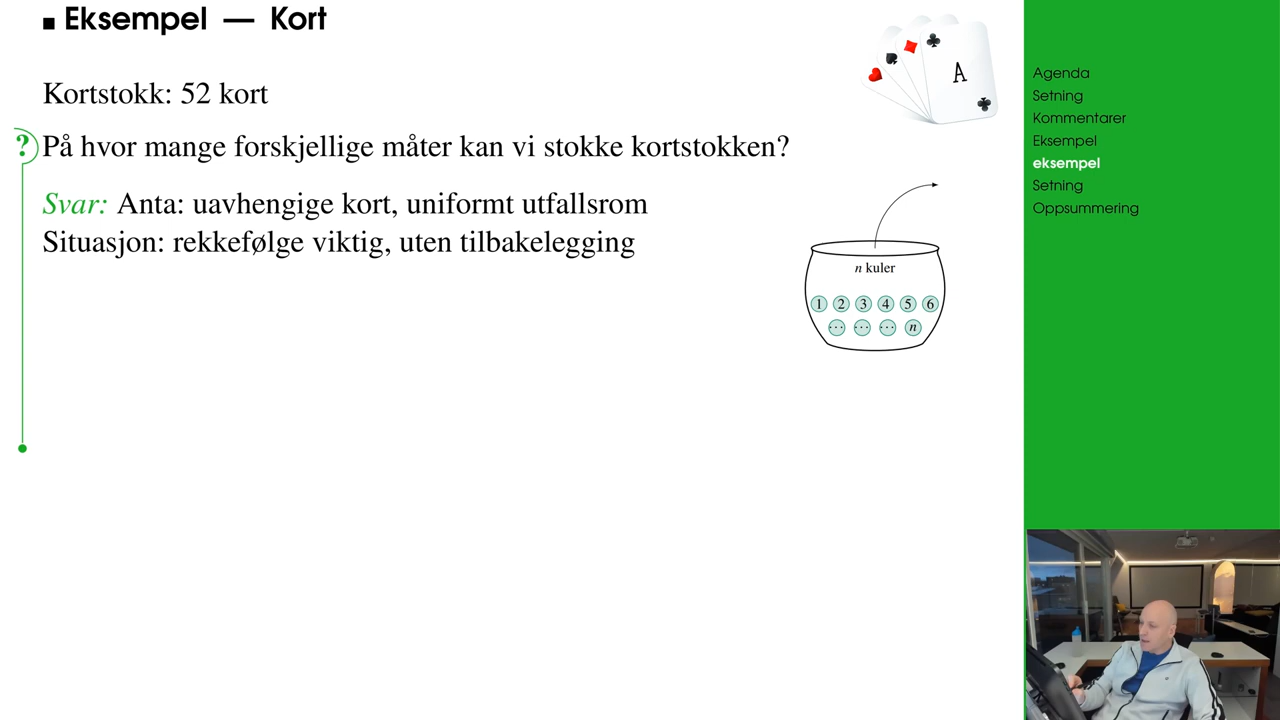 Eksempel — Kort
Kortstokk: 52 kort
? På hvor mange forskjellige måter kan vi stokke kortstokken?
Svar: Anta: uavhengige kort, uniformt utfallsrom
Situasjon: rekkefølge viktig, uten tilbakelegging
A
n kuler
1 2 3 4 5 6
... ... ... n
Agenda
Setning
Kommentarer
Eksempel
eksempel
Setning
Oppsummering